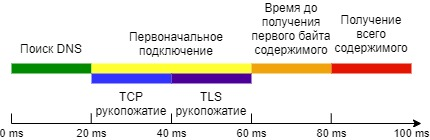 Поиск DNS
Первоначальное
подключение
Время до
получения
первого байта
содержимого
Получение
всего
содержимого
TCP
рукопожатие
TLS
рукопожатие
0 ms
20 ms
40 ms
60 ms
80 ms
100 ms